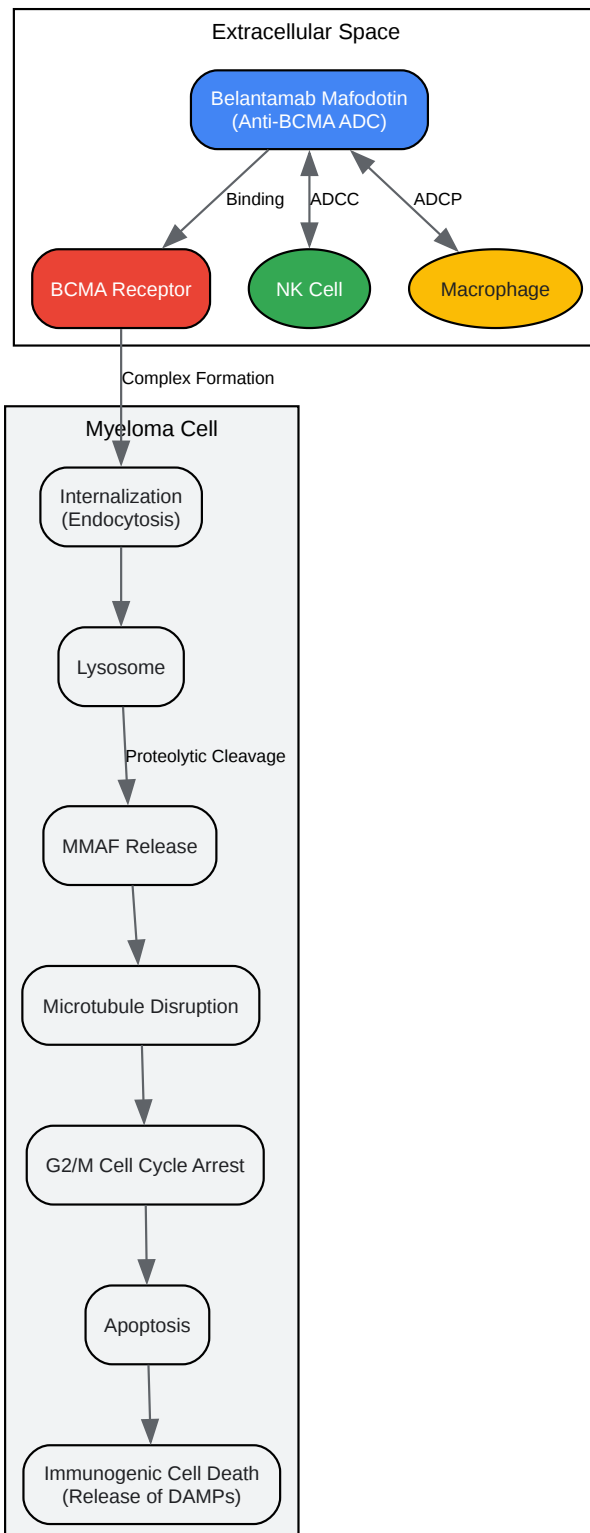 Extracellular Space
Belantamab Mafodotin
(Anti-BCMA ADC)
Binding
ADCC
ADCP
BCMA Receptor
NK Cell
Macrophage
Complex Formation
Myeloma Cell
Internalization
(Endocytosis)
Lysosome
Proteolytic Cleavage
MMAF Release
Microtubule Disruption
G2/M Cell Cycle Arrest
Apoptosis
Immunogenic Cell Death
(Release of DAMPs)